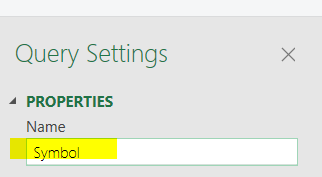 Query Settings
PROPERTIES
Name
Symbol